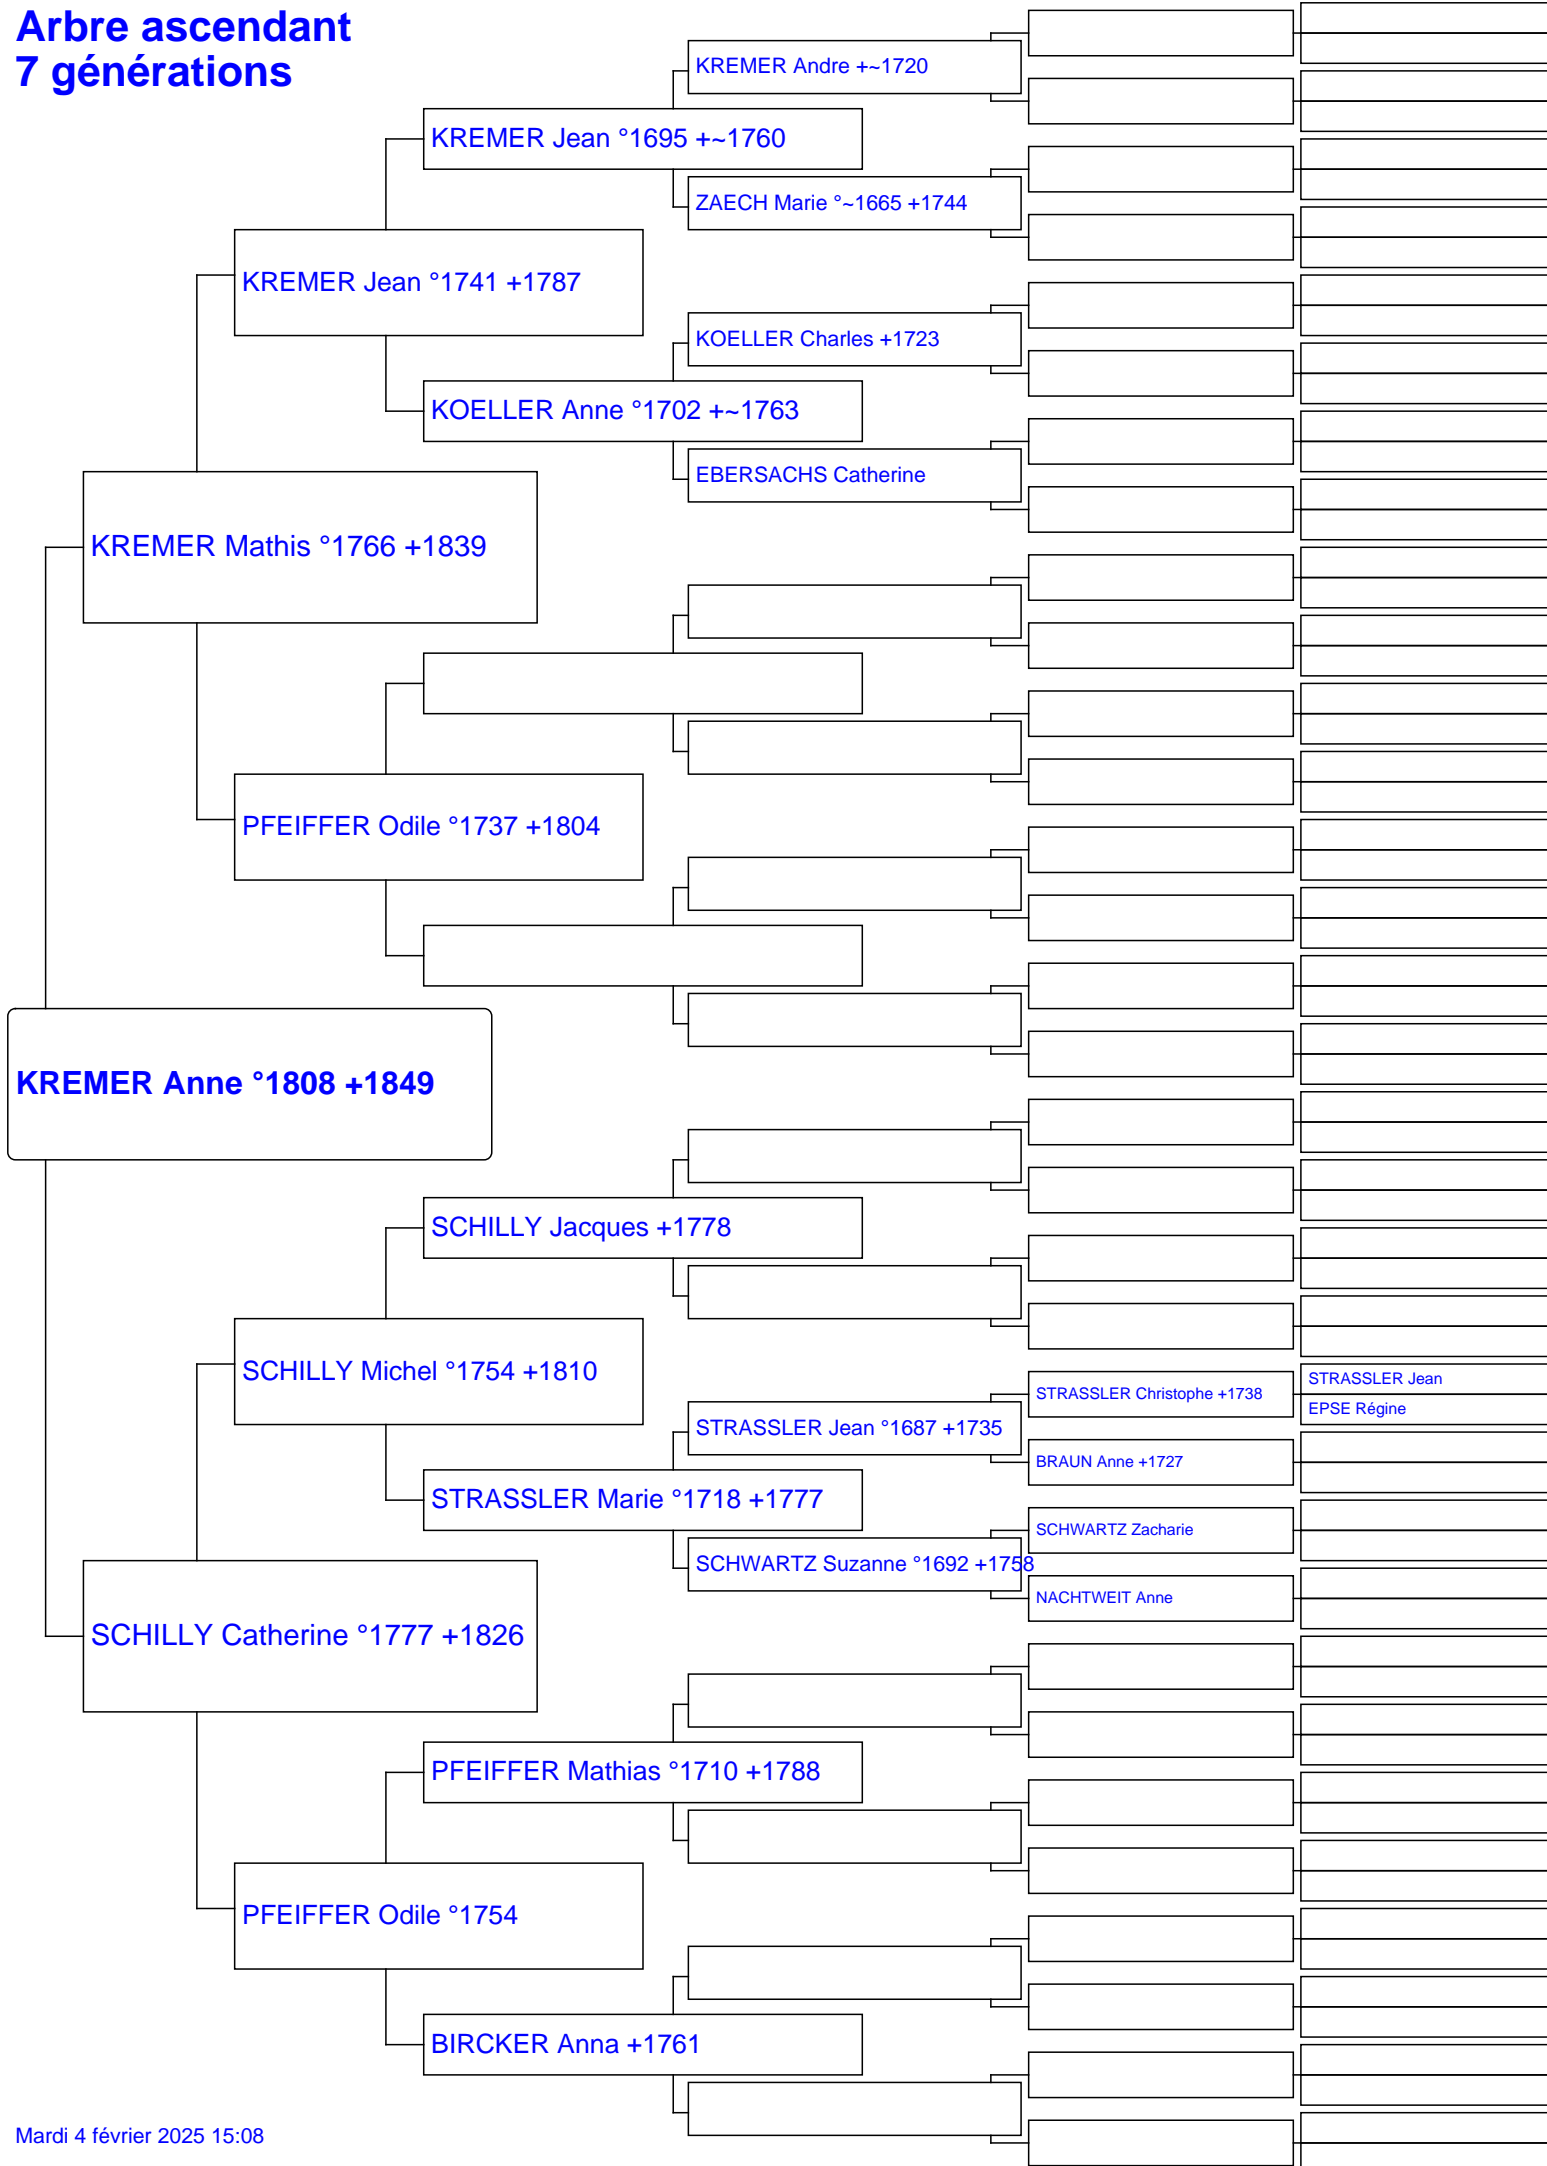 Arbre ascendant
7 générations
KREMER Andre +~1720
KREMER Jean °1695 +~1760
ZAECH Marie °~1665 +1744
KREMER Jean °1741 +1787
KOELLER Charles +1723
KOELLER Anne °1702 +~1763
EBERSACHS Catherine
KREMER Mathis °1766 +1839
PFEIFFER Odile °1737 +1804
KREMER Anne °1808 +1849
SCHILLY Jacques +1778
SCHILLY Michel °1754 +1810
STRASSLER Jean
STRASSLER Christophe +1738
EPSE Régine
STRASSLER Jean °1687 +1735
BRAUN Anne +1727
STRASSLER Marie °1718 +1777
SCHWARTZ Zacharie
SCHWARTZ Suzanne °1692 +1758
NACHTWEIT Anne
SCHILLY Catherine °1777 +1826
PFEIFFER Mathias °1710 +1788
PFEIFFER Odile °1754
BIRCKER Anna +1761
Mardi 4 février 2025 15:08